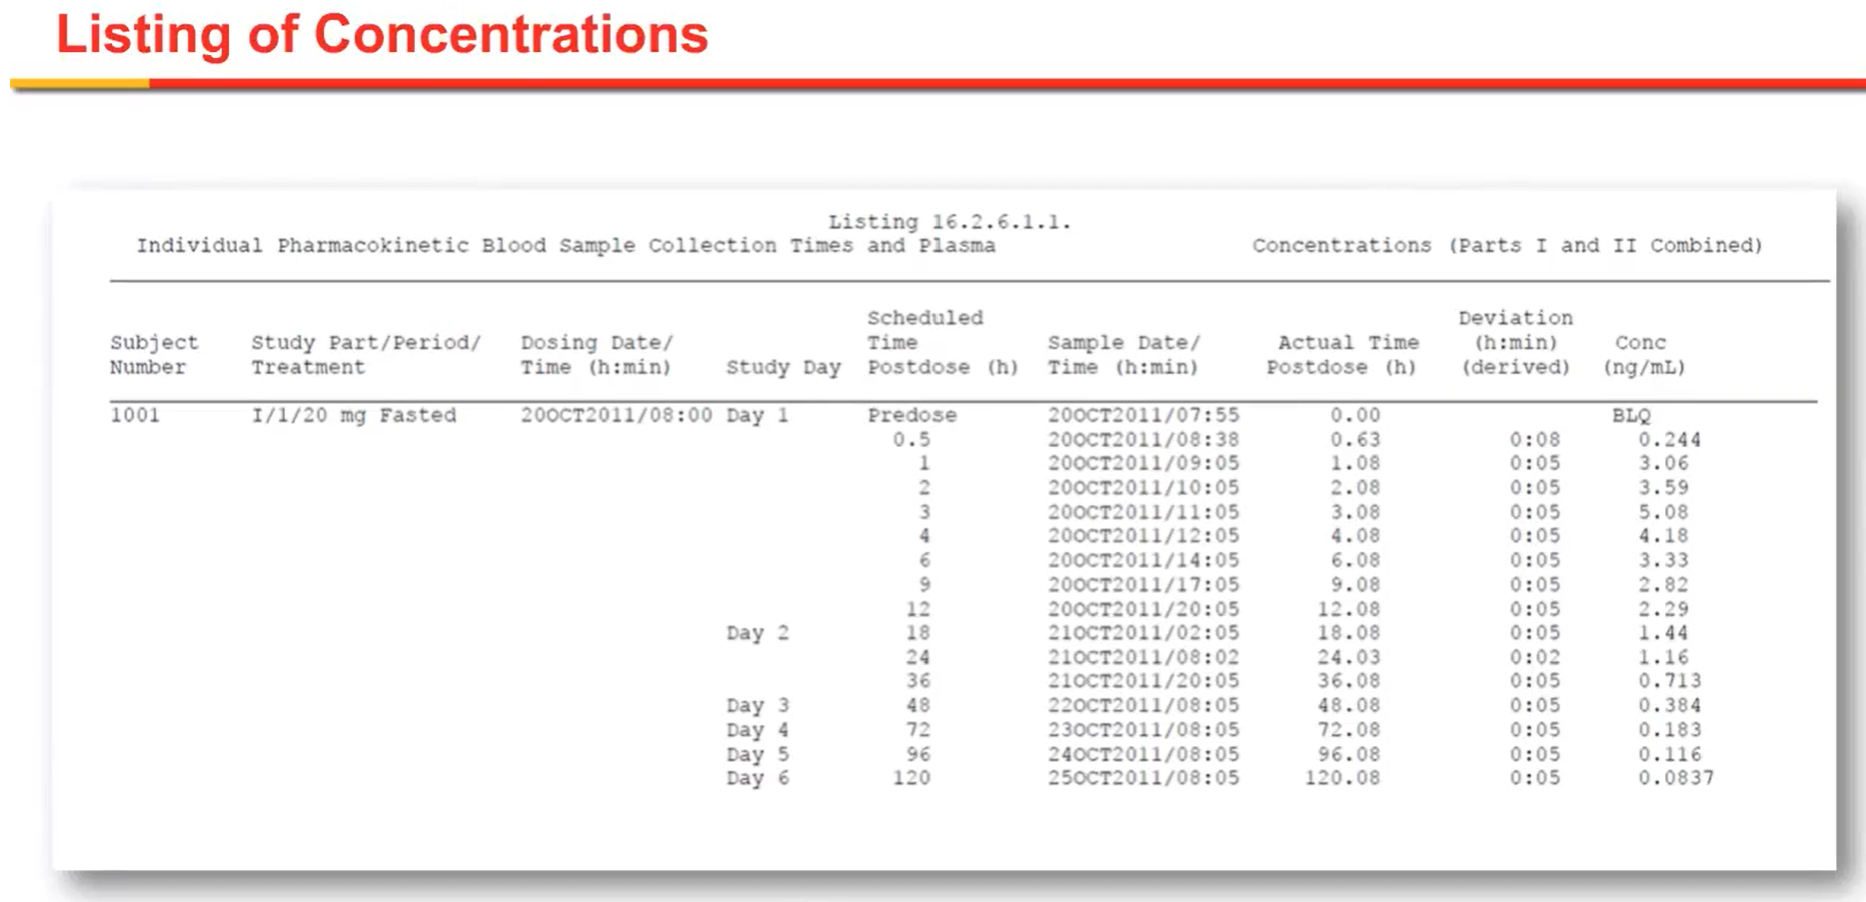 Listing of Concentrations
Listing 16.2.6.1.1.
Individual Pharmacokinetic Blood Sample Collection Times and Plasma Concentrations (Parts I and II Combined)
Scheduled Deviation
Subject Study Part/Period/ Dosing Date/ Time Sample Date/ Actual Time (h:min) Conc
Number Treatment Time (h:min) Study Day Postdose (h) Time (h:min) Postdose (h) (derived) (ng/mL)
1001 I/1/20 mg Fasted 20OCT2011/08:00 Day 1 Predose 20OCT2011/07:55 0.00 BLQ
0.5 20OCT2011/08:38 0.63 0:08 0.244
1 20OCT2011/09:05 1.08 0:05 3.06
2 20OCT2011/10:05 2.08 0:05 3.59
3 20OCT2011/11:05 3.08 0:05 5.08
4 20OCT2011/12:05 4.08 0:05 4.18
6 20OCT2011/14:05 6.08 0:05 3.33
9 20OCT2011/17:05 9.08 0:05 2.82
12 20OCT2011/20:05 12.08 0:05 2.29
Day 2 18 21OCT2011/02:05 18.08 0:05 1.44
24 21OCT2011/08:02 24.03 0:02 1.16
36 21OCT2011/20:05 36.08 0:05 0.713
Day 3 48 22OCT2011/08:05 48.08 0:05 0.384
Day 4 72 23OCT2011/08:05 72.08 0:05 0.183
Day 5 96 24OCT2011/08:05 96.08 0:05 0.116
Day 6 120 25OCT2011/08:05 120.08 0:05 0.0837